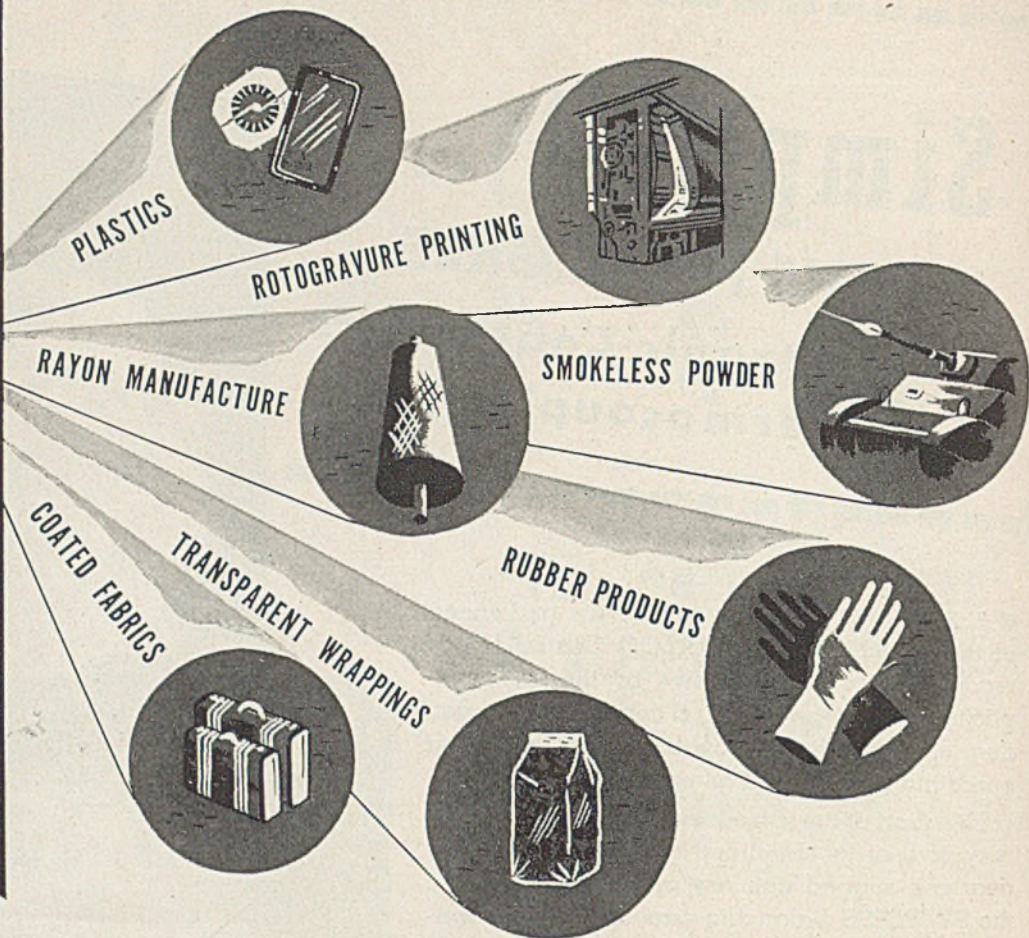 PLASTICS
ROTOGRAVURE PRINTING
RAYON MANUFACTURE
SMOKELESS POWDER
COATED FABRICS
TRANSPARENT WRAPPINGS
RUBBER PRODUCTS